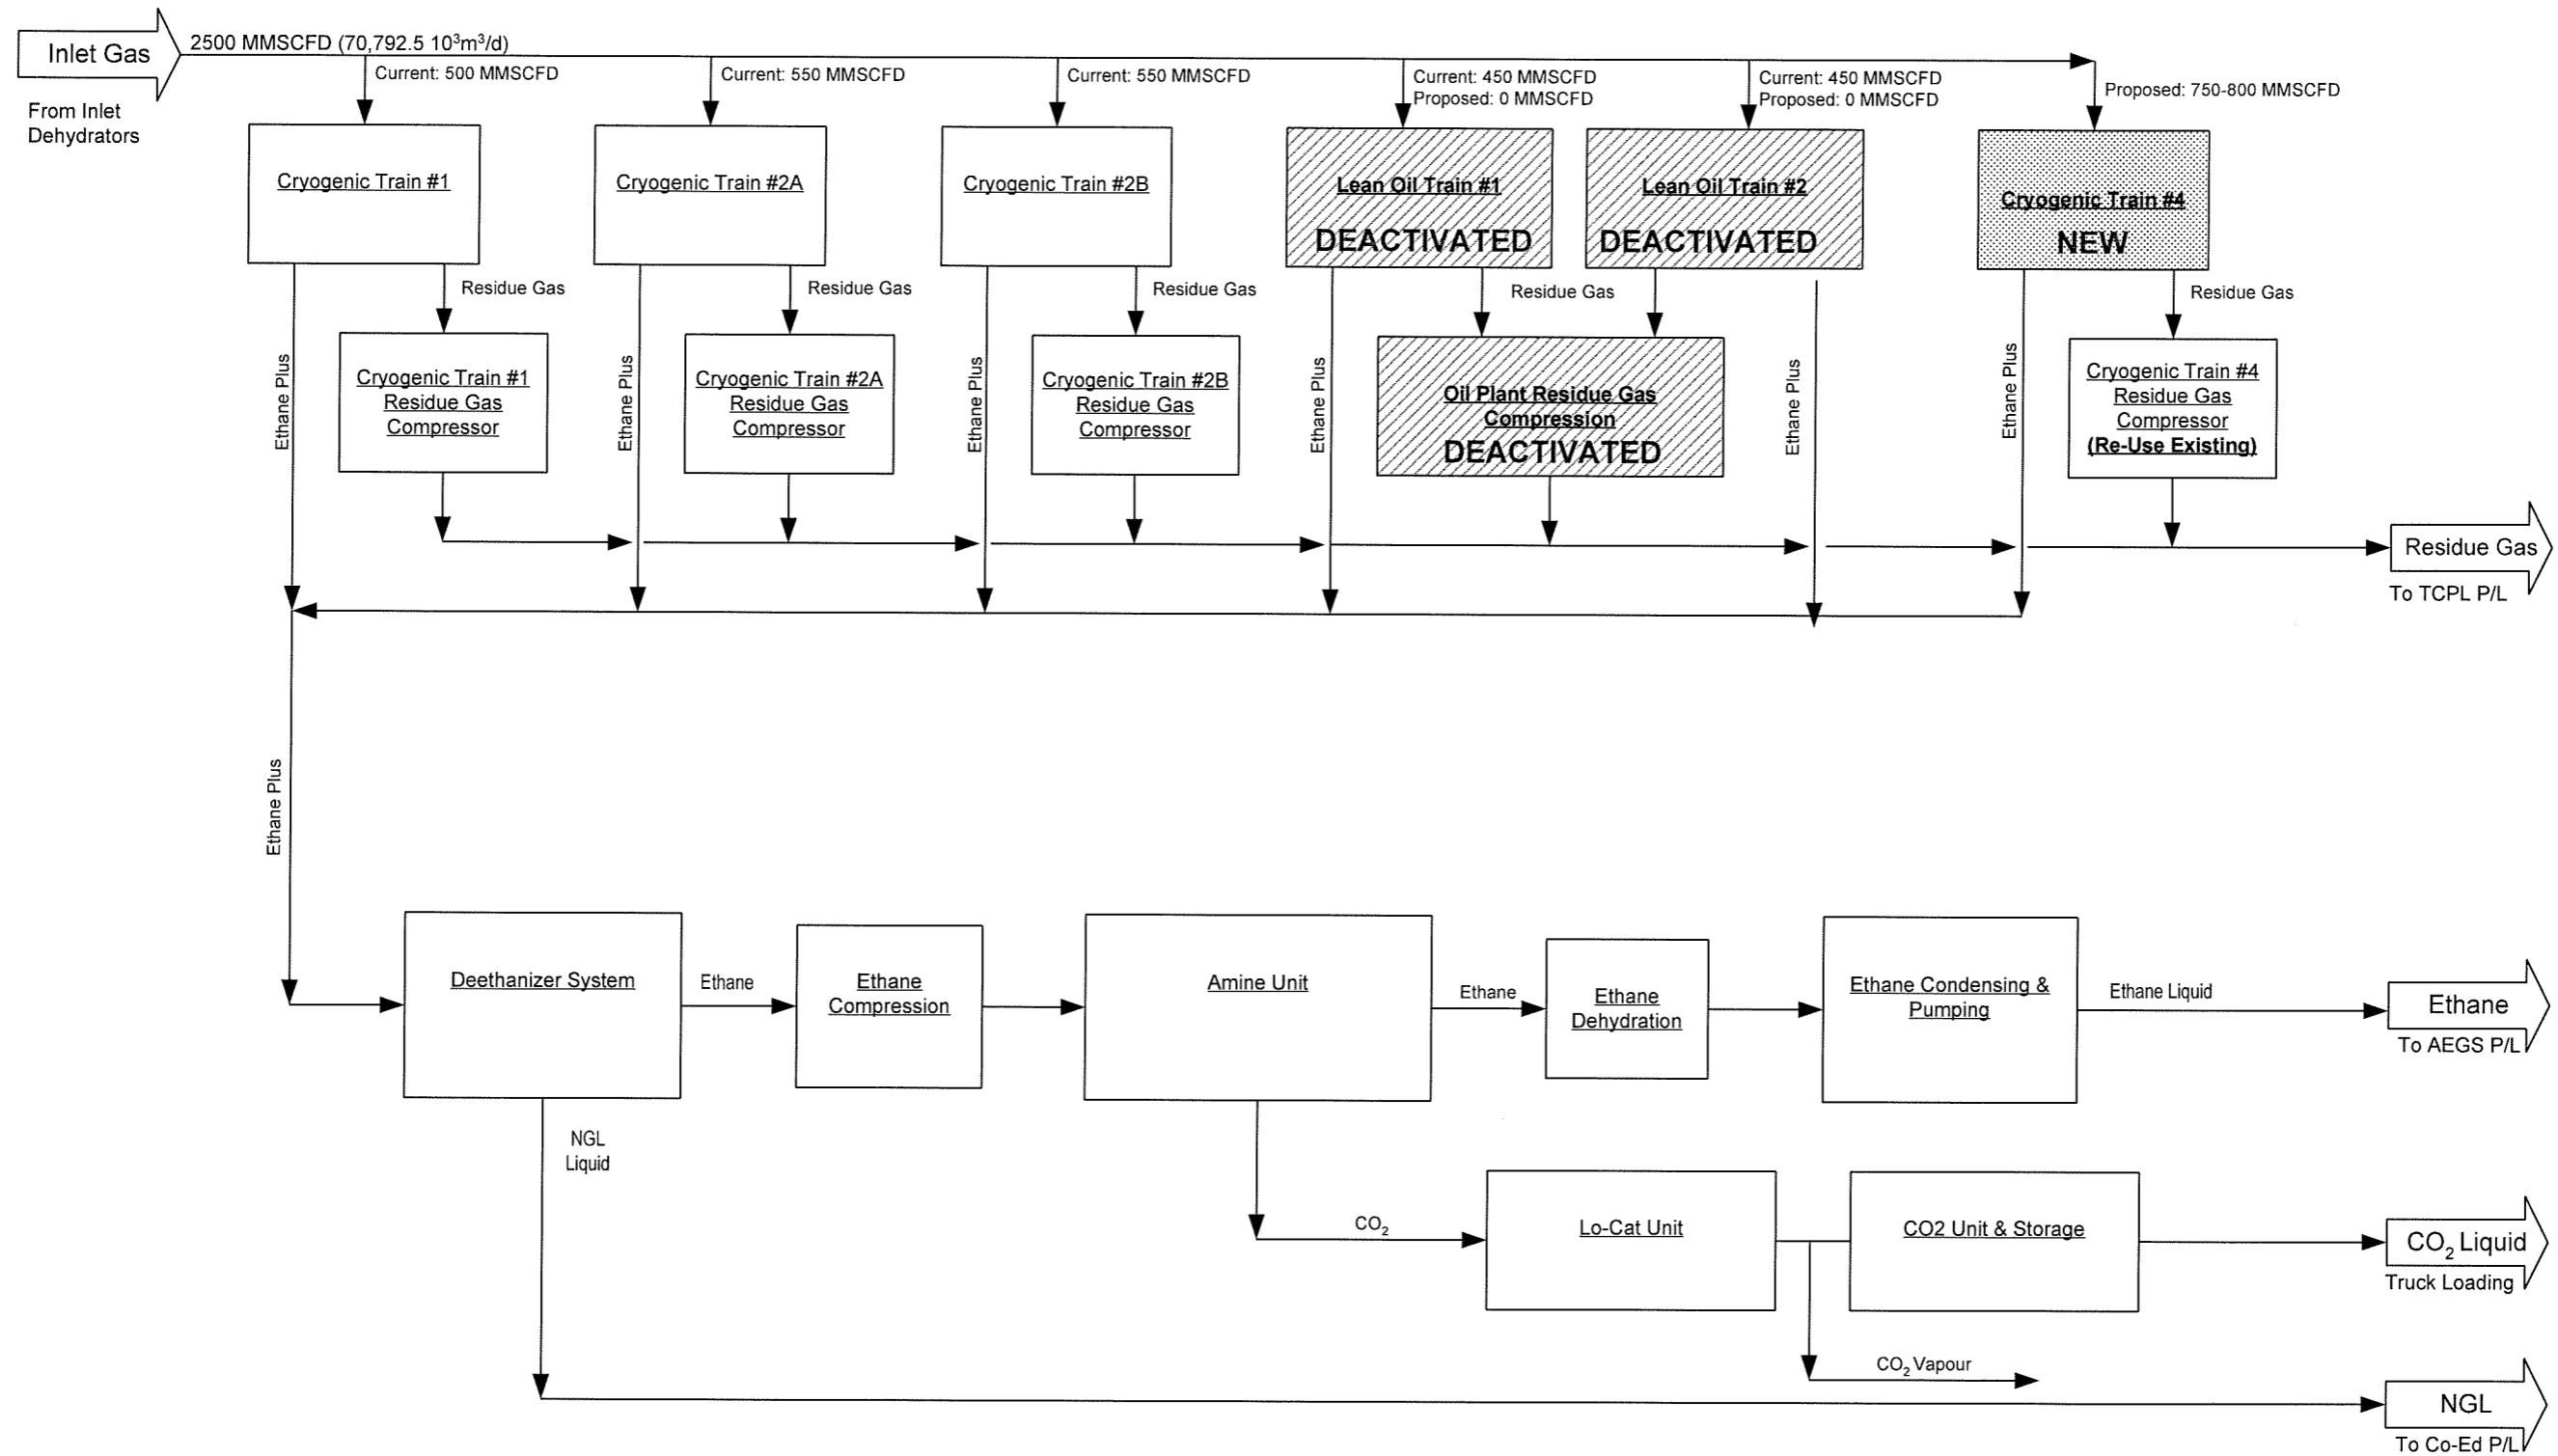 Inlet Gas
2500 MMSCFD (70,792.5 10³m³/d)
From Inlet
Dehydrators
Current: 500 MMSCFD
Current: 550 MMSCFD
Current: 550 MMSCFD
Current: 450 MMSCFD
Proposed: 0 MMSCFD
Current: 450 MMSCFD
Proposed: 0 MMSCFD
Proposed: 750-800 MMSCFD
Cryogenic Train #1
Cryogenic Train #2A
Cryogenic Train #2B
Lean Oil Train #1
DEACTIVATED
Lean Oil Train #2
DEACTIVATED
Cryogenic Train #4
NEW
Residue Gas
Residue Gas
Residue Gas
Residue Gas
Residue Gas
Ethane Plus
Cryogenic Train #1
Residue Gas
Compressor
Ethane Plus
Cryogenic Train #2A
Residue Gas
Compressor
Ethane Plus
Cryogenic Train #2B
Residue Gas
Compressor
Ethane Plus
Oil Plant Residue Gas
Compression
DEACTIVATED
Ethane Plus
Ethane Plus
Cryogenic Train #4
Residue Gas
Compressor
(Re-Use Existing)
Residue Gas
To TCPL P/L
Ethane Plus
Deethanizer System
Ethane
Ethane
Compression
Amine Unit
Ethane
Ethane
Dehydration
Ethane Condensing &
Pumping
Ethane Liquid
Ethane
To AEGS P/L
NGL
Liquid
CO₂
Lo-Cat Unit
CO2 Unit & Storage
CO₂ Liquid
Truck Loading
CO₂ Vapour
NGL
To Co-Ed P/L